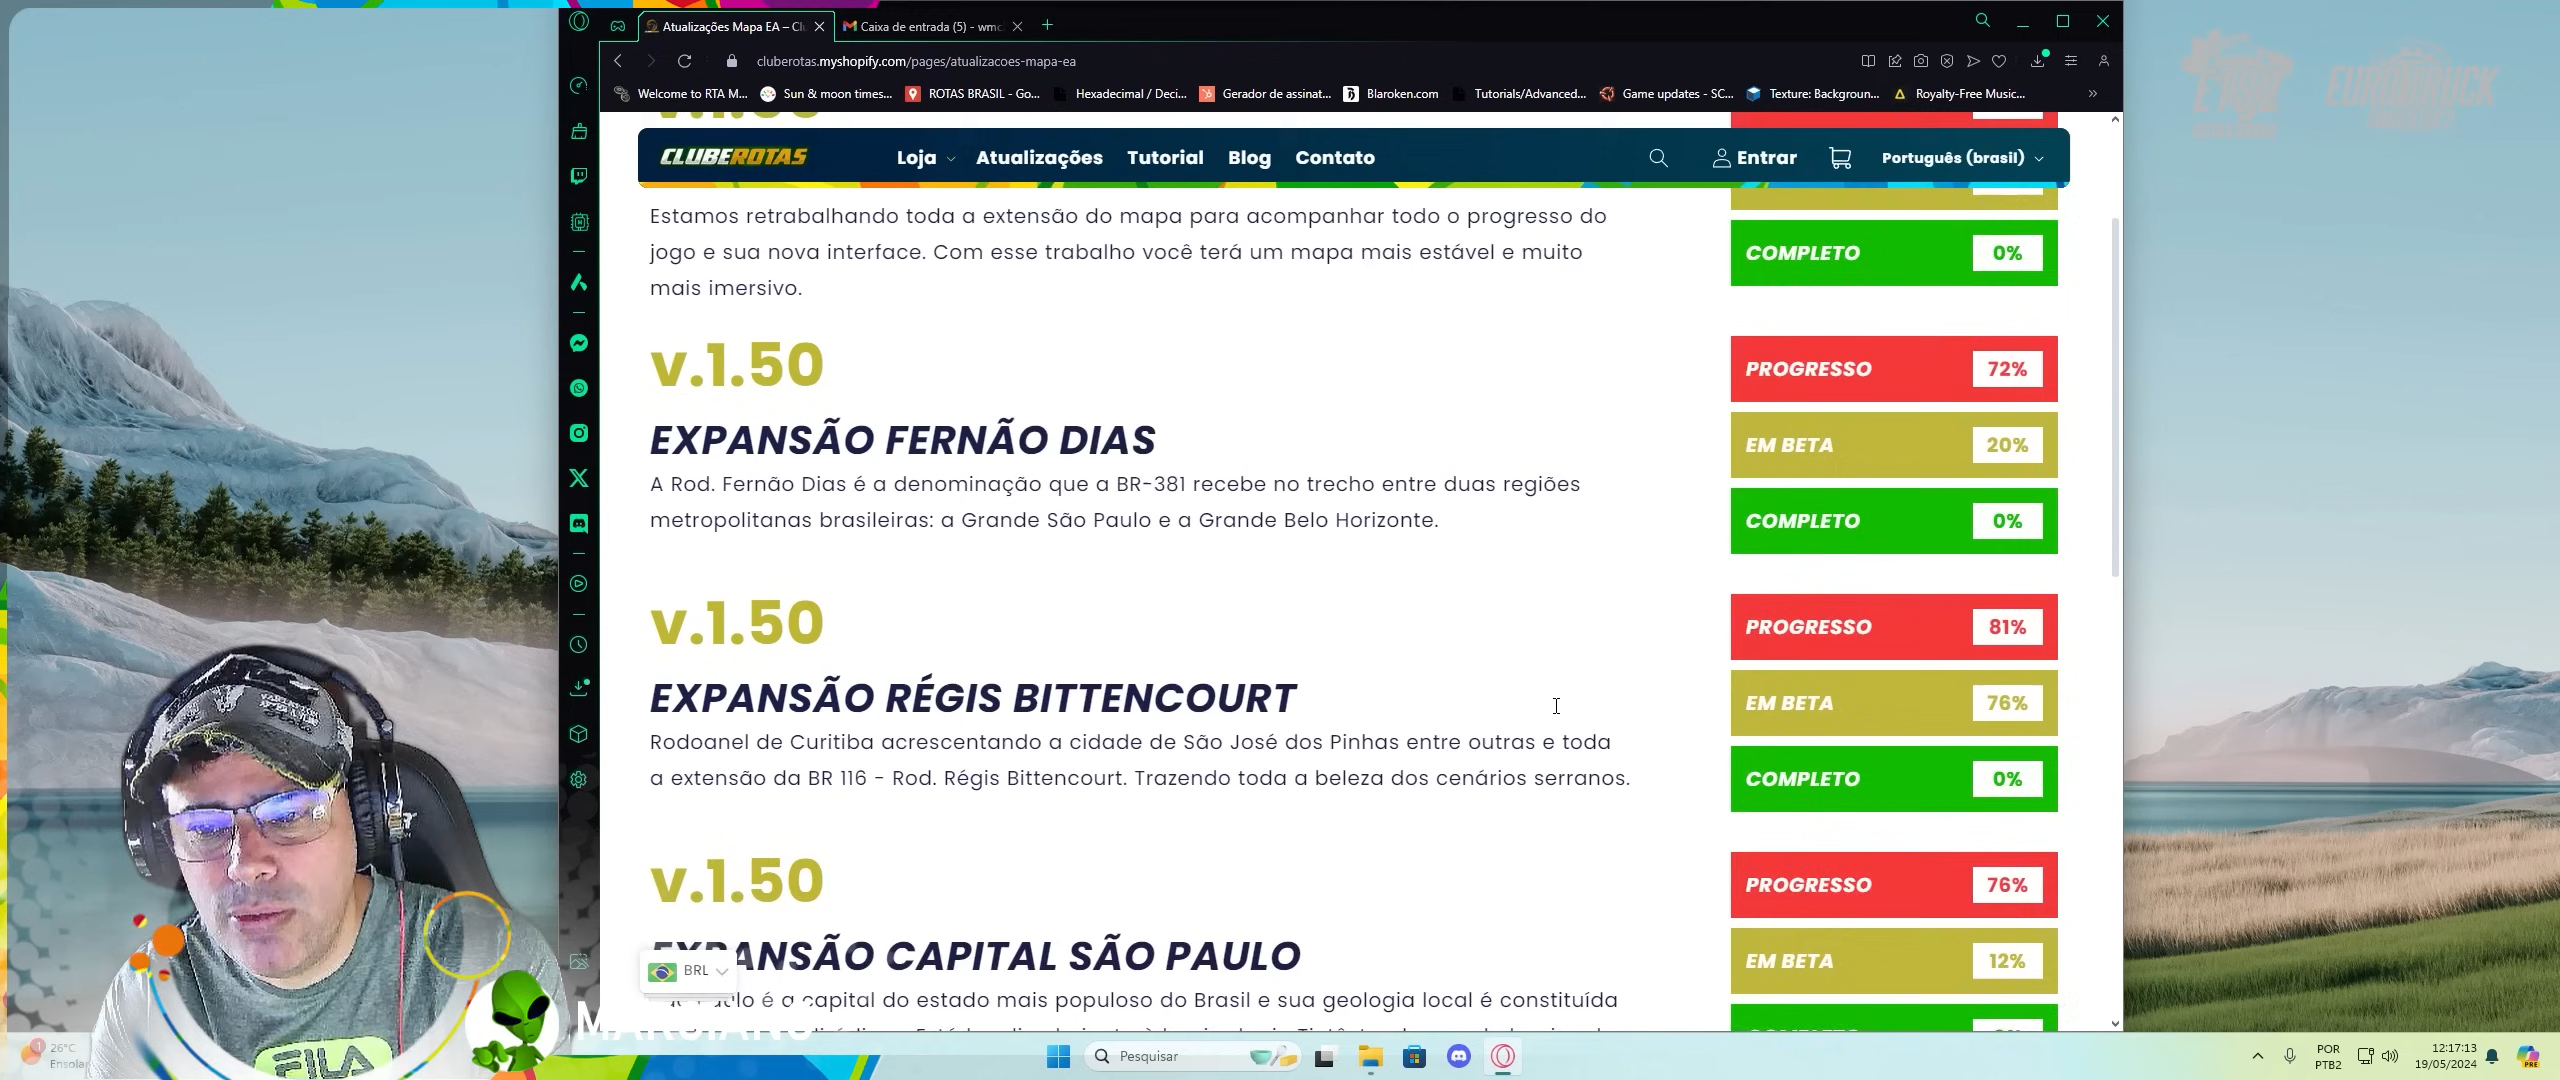 Atualizações Mapa EA – Cl
Caixa de entrada (5) - wmc
cluberotas.myshopify.com/pages/atualizacoes-mapa-ea
Welcome to RTA M...
Sun & moon times...
ROTAS BRASIL - Go...
Hexadecimal / Deci...
Gerador de assinat...
Blaroken.com
Tutorials/Advanced...
Game updates - SC...
Texture: Backgroun...
Royalty-Free Music...
CLUBEROTAS
Loja
Atualizações
Tutorial
Blog
Contato
Entrar
Português (brasil)
Estamos retrabalhando toda a extensão do mapa para acompanhar todo o progresso do
jogo e sua nova interface. Com esse trabalho você terá um mapa mais estável e muito
mais imersivo.
COMPLETO 0%
v.1.50
EXPANSÃO FERNÃO DIAS
A Rod. Fernão Dias é a denominação que a BR-381 recebe no trecho entre duas regiões
metropolitanas brasileiras: a Grande São Paulo e a Grande Belo Horizonte.
PROGRESSO 72%
EM BETA 20%
COMPLETO 0%
v.1.50
EXPANSÃO RÉGIS BITTENCOURT
Rodoanel de Curitiba acrescentando a cidade de São José dos Pinhas entre outras e toda
a extensão da BR 116 - Rod. Régis Bittencourt. Trazendo toda a beleza dos cenários serranos.
PROGRESSO 81%
EM BETA 76%
COMPLETO 0%
v.1.50
EXPANSÃO CAPITAL SÃO PAULO
é a capital do estado mais populoso do Brasil e sua geologia local é constituída
PROGRESSO 76%
EM BETA 12%
BRL
FILA
26°C
Ensola
Pesquisar
POR
PTB2
12:17:13
19/05/2024
PRE